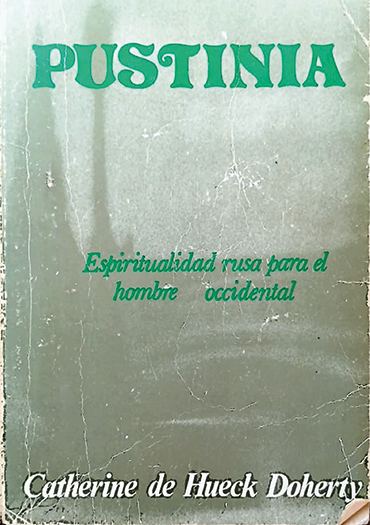 PUSTINIA
Espiritualidad rusa para el
hombre occidental
Catherine de Hueck Doherty